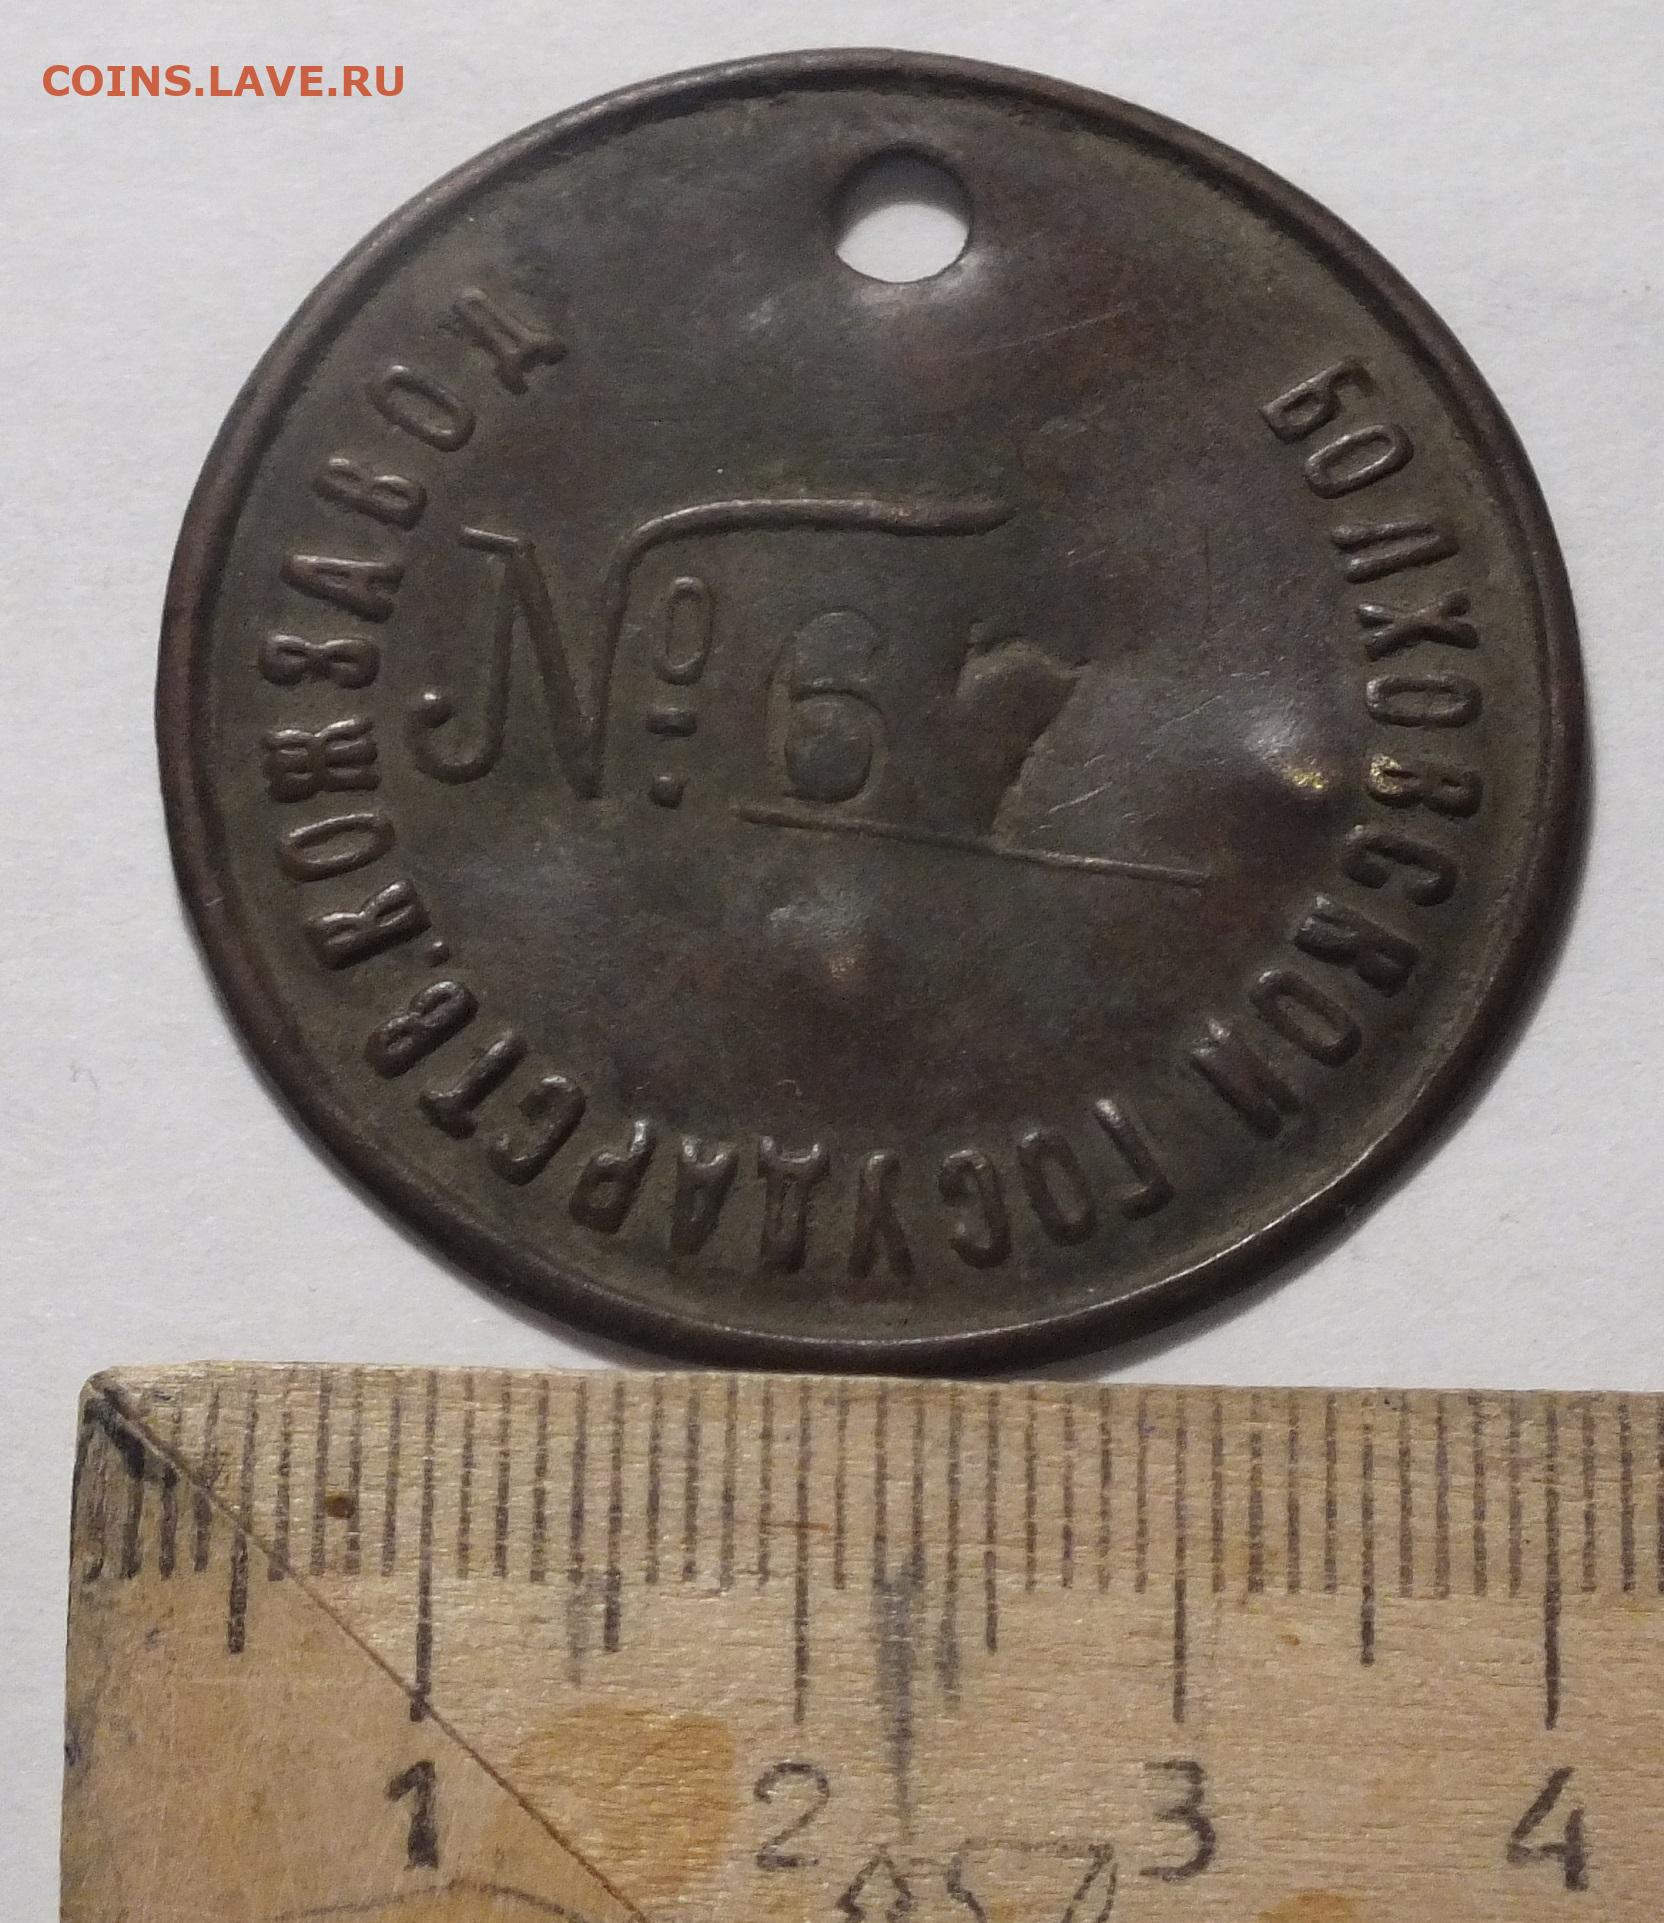 COINS.LAVE.RU
БОЛХОВСКОЙ ГОСУДАРСТВ. КОЖЗАВОД
№ 67
1 2 3 4